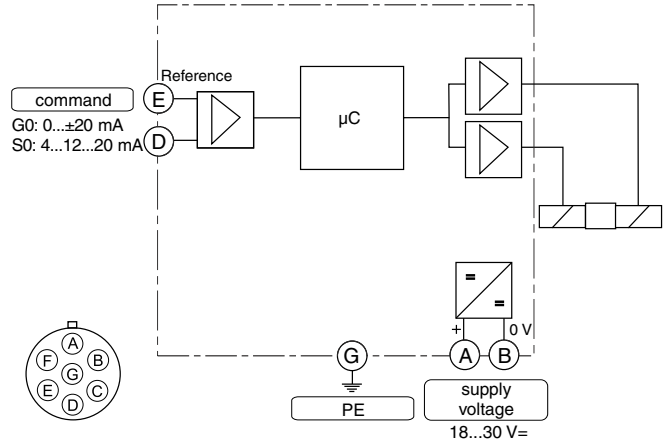 Reference
command
E
G0: 0...±20 mA
S0: 4...12...20 mA
D
µC
=
=
+
0 V
A
B
G
supply
voltage
PE
18...30 V=
A
F
B
G
E
C
D